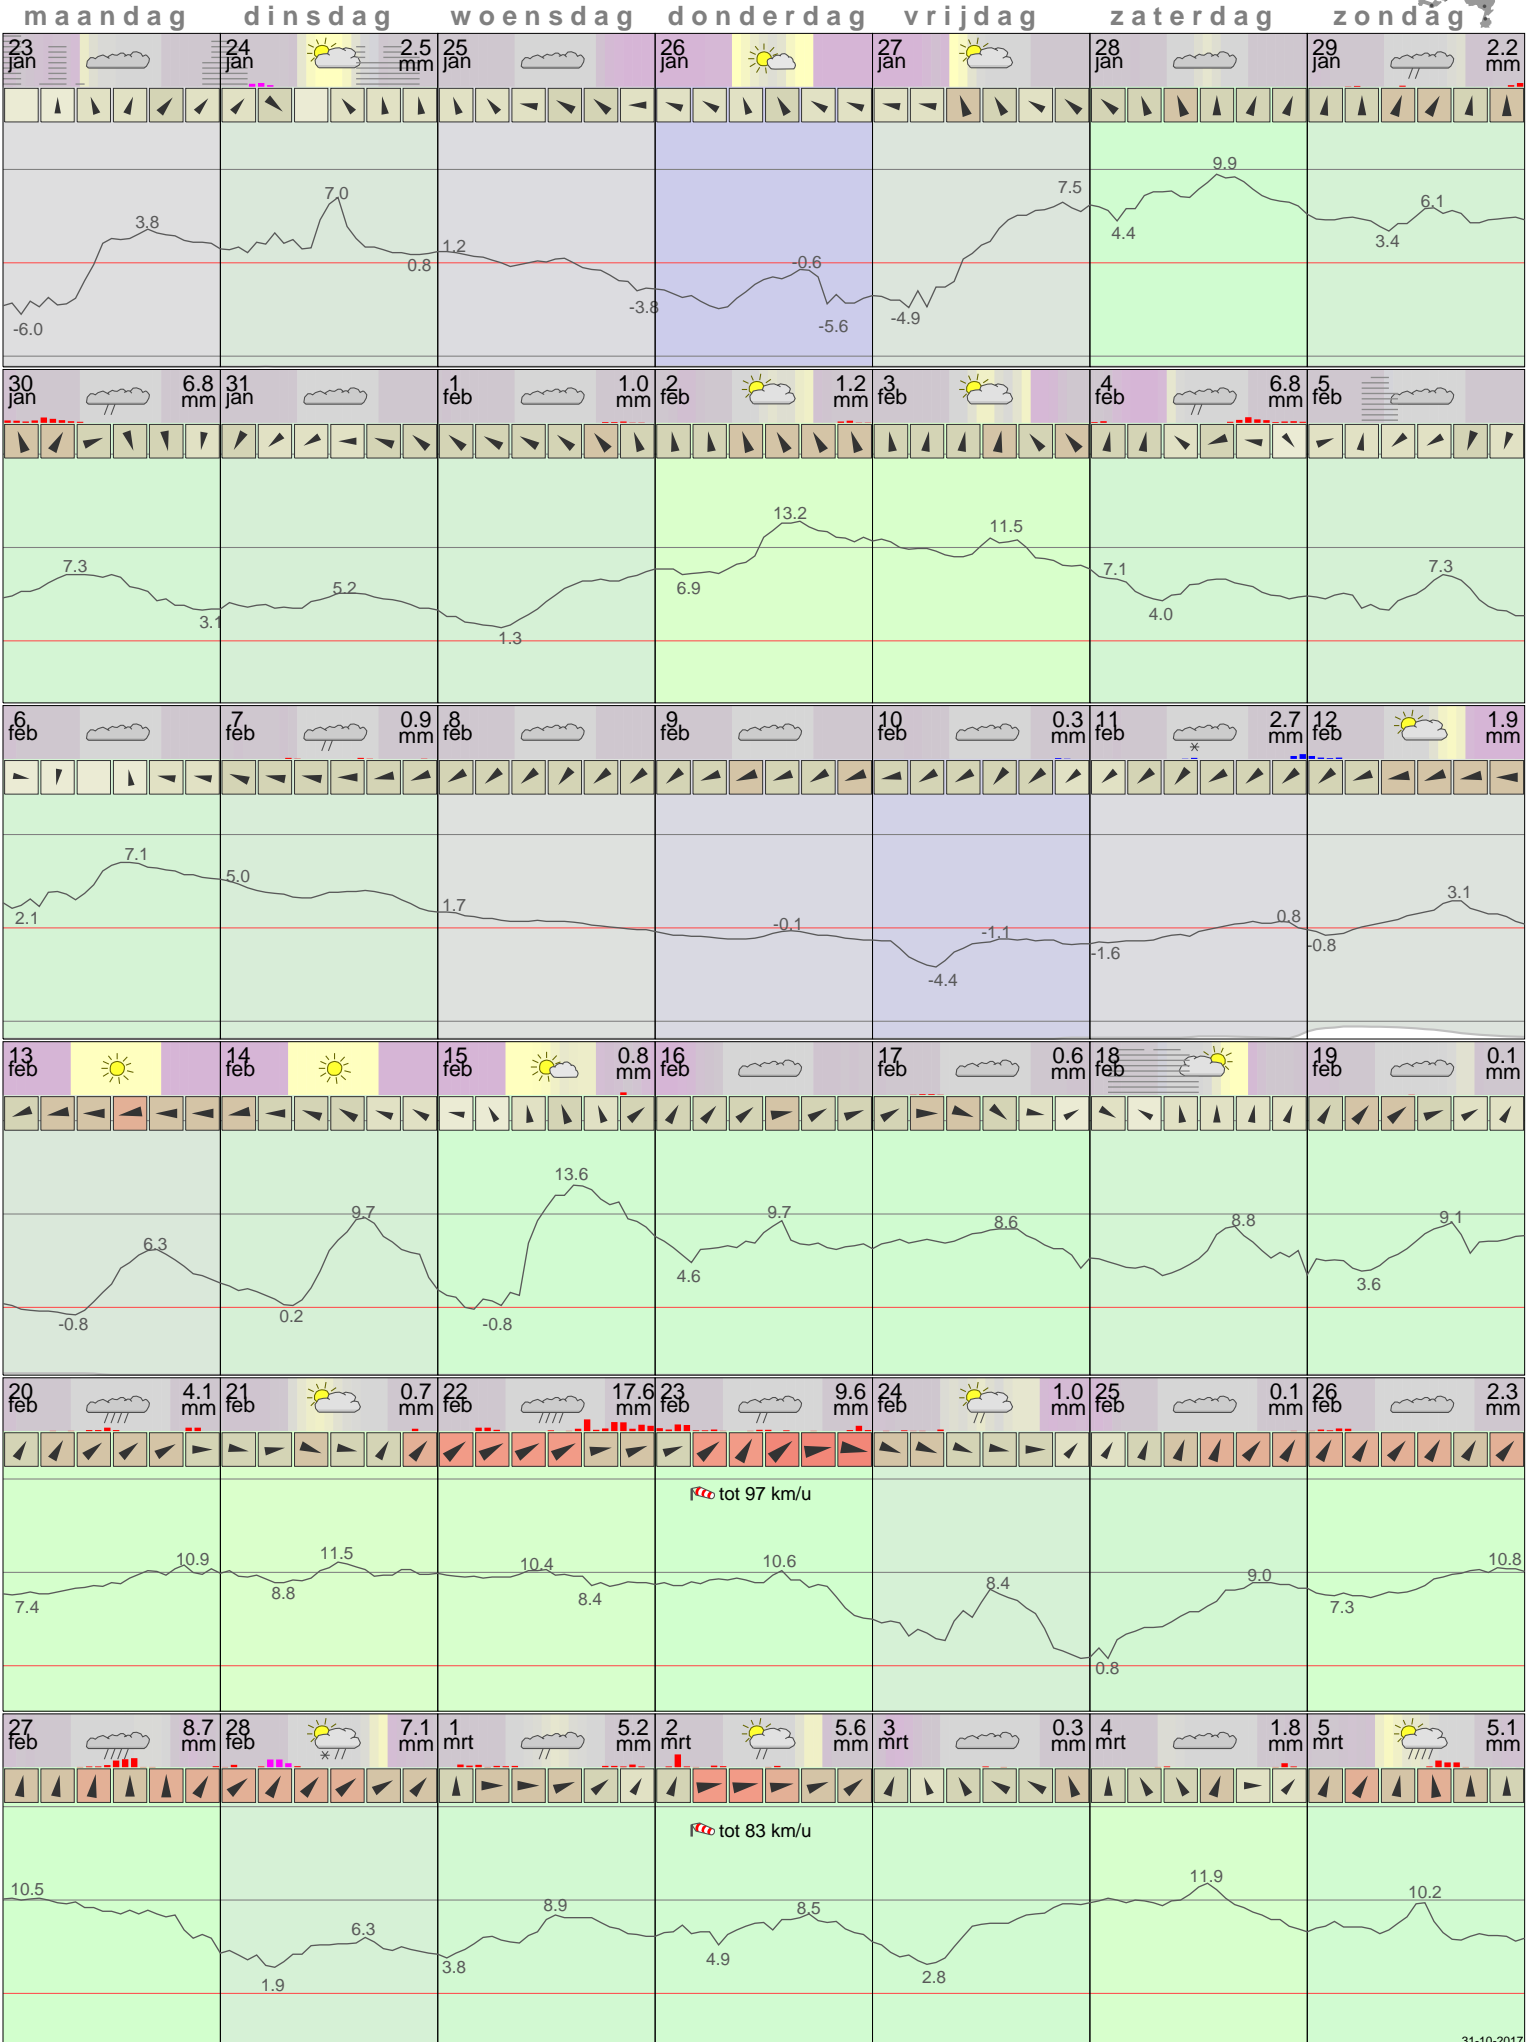 maandag dinsdag woensdag donderdag vrijdag zaterdag zondag
23 24 2.5 25 26 27 28 29 2.2
jan jan mm jan jan jan jan jan mm
9.9
7.0 7.5
3.8 6.1
4.4
1.2 3.4
0.8 -0.6
-3.8
-6.0 -5.6 -4.9
30 6.8 31 1 1.0 2 1.2 3 4 6.8 5
jan mm jan feb mm feb mm feb feb mm feb
13.2
11.5
7.3 7.1 7.3
5.2 6.9
3.1 4.0
1.3
6 7 0.9 8 9 10 0.3 11 2.7 12 1.9
feb feb mm feb feb feb mm feb mm feb mm
7.1
5.0
2.1 1.7 3.1
-0.1 -1.1 0.8
-1.6 -0.8
-4.4
13 14 15 0.8 16 17 0.6 18 19 0.1
feb feb feb mm feb feb mm feb feb mm
13.6
9.7 9.7
8.6 8.8 9.1
6.3
4.6 3.6
-0.8 0.2 -0.8
20 4.1 21 0.7 22 17.6 23 9.6 24 1.0 25 0.1 26 2.3
feb mm feb mm feb mm feb mm feb mm feb mm feb mm
tot 97 km/u
10.9 11.5 10.4 10.6 10.8
8.4 9.0
7.4 8.8 8.4 7.3
0.8
27 8.7 28 7.1 1 5.2 2 5.6 3 0.3 4 1.8 5 5.1
feb mm feb mm mrt mm mrt mm mrt mm mrt mm mrt mm
tot 83 km/u
10.5 11.9
8.9 8.5 10.2
6.3
3.8 4.9
1.9 2.8
31-10-2017